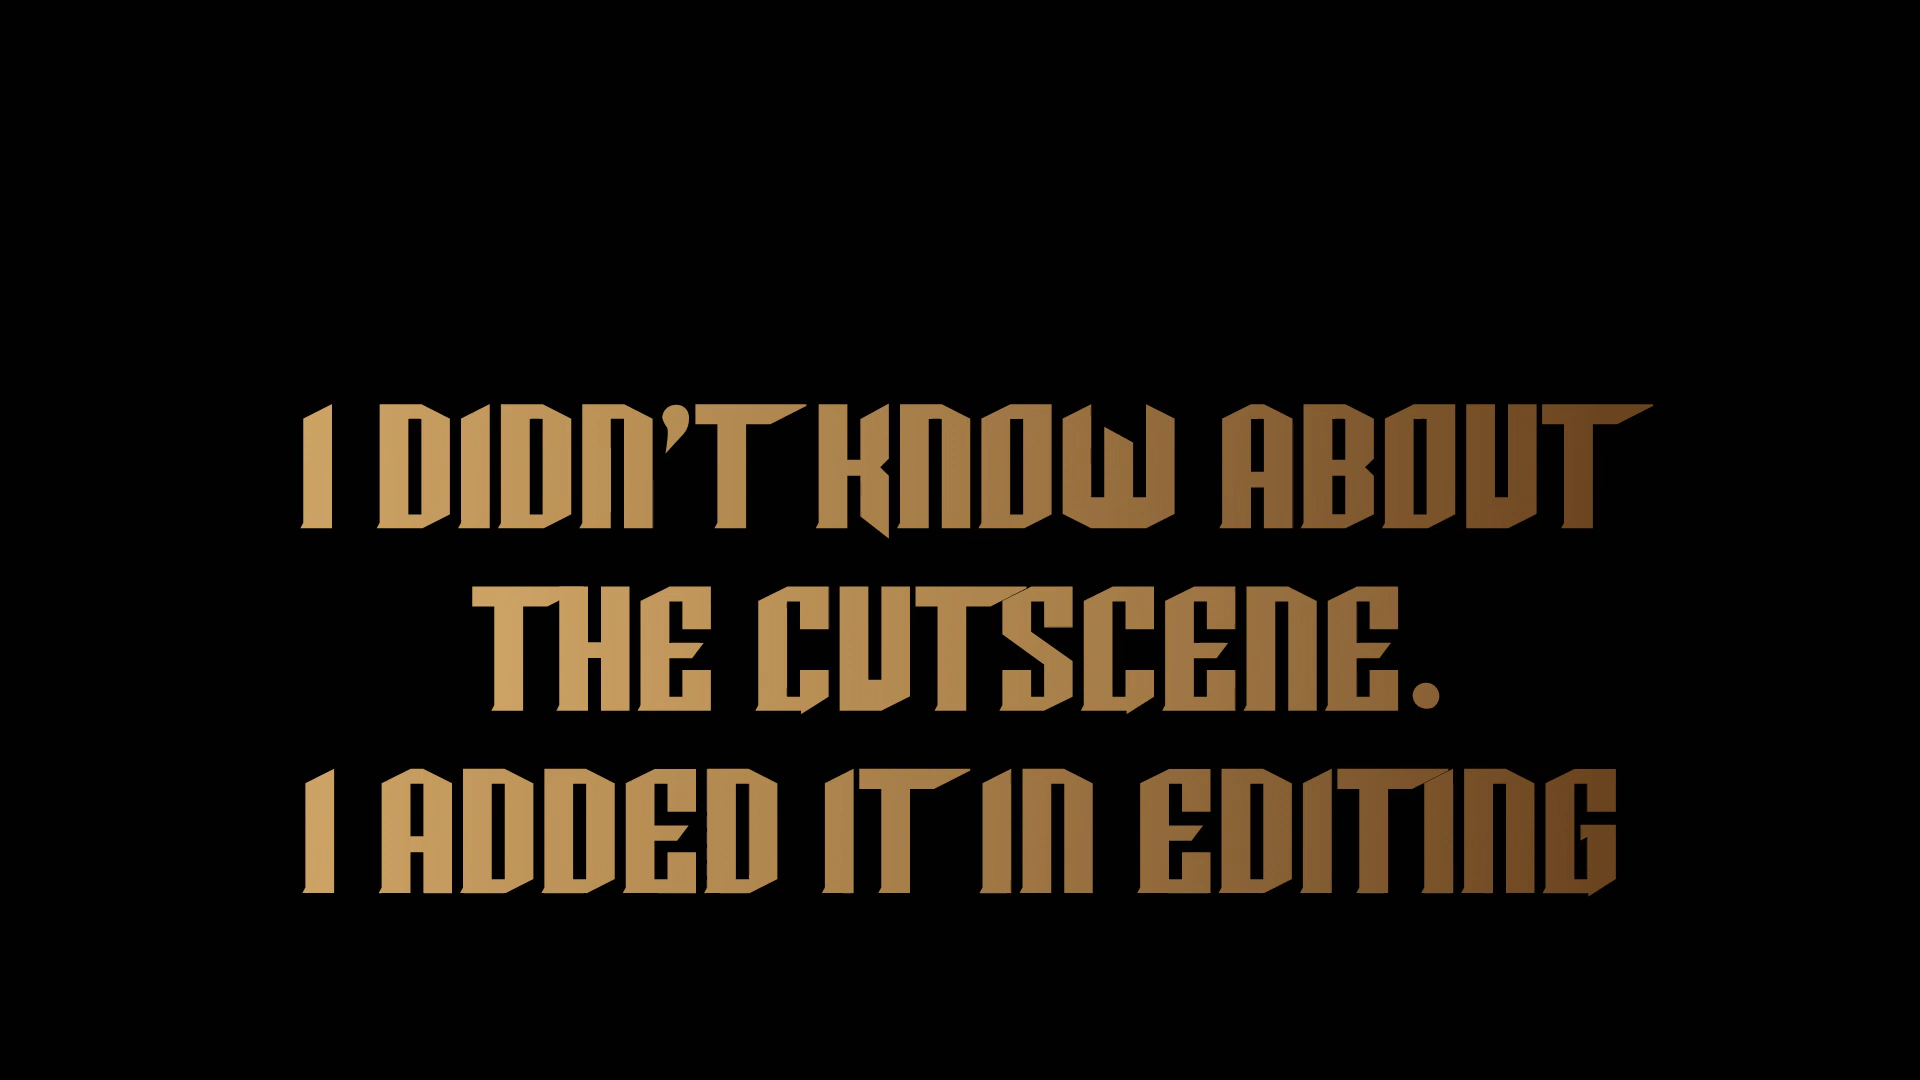 I DIDN’T KNOW ABOUT
THE CUTSCENE.
I ADDED IT IN EDITING